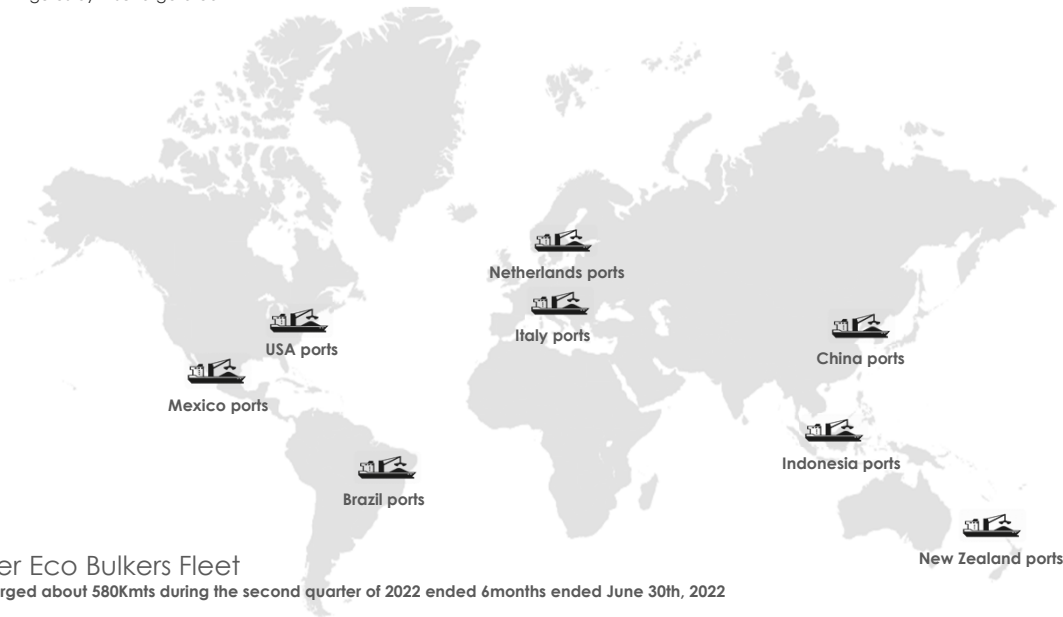 Netherlands ports
Italy ports
USA ports
China ports
Mexico ports
Indonesia ports
Brazil ports
New Zealand ports
er Eco Bulkers Fleet
rged about 580Kmts during the second quarter of 2022 ended 6months ended June 30th, 2022